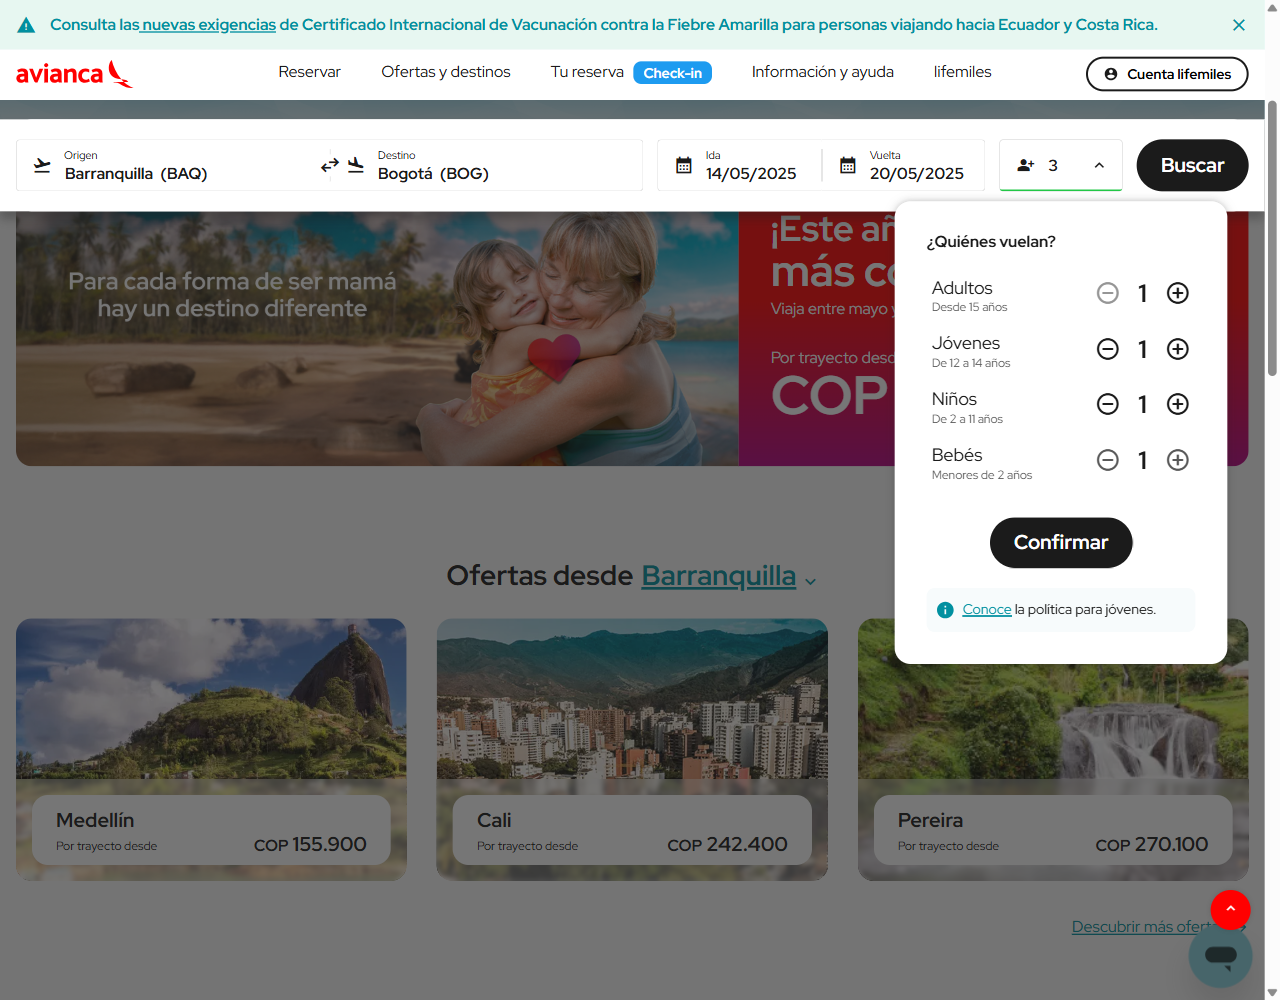 Consulta las nuevas exigencias de Certificado Internacional de Vacunación contra la Fiebre Amarilla para personas viajando hacia Ecuador y Costa Rica.
avianca
Reservar
Ofertas y destinos
Tu reserva
Check-in
Información y ayuda
lifemiles
Cuenta lifemiles
Origen
Barranquilla (BAQ)
Destino
Bogotá (BOG)
Ida
14/05/2025
Vuelta
20/05/2025
3
Buscar
Para cada forma de ser mamá
hay un destino diferente
¡Este
más
Viaja entre mayo
Por trayecto
COP
¿Quiénes vuelan?
Adultos
Desde 15 años
1
Jóvenes
De 12 a 14 años
1
Niños
De 2 a 11 años
1
Bebés
Menores de 2 años
1
Confirmar
Conoce la política para jóvenes.
Ofertas desde Barranquilla
Medellín
Por trayecto desde
COP 155.900
Cali
Por trayecto desde
COP 242.400
Pereira
Por trayecto desde
COP 270.100
Descubrir más